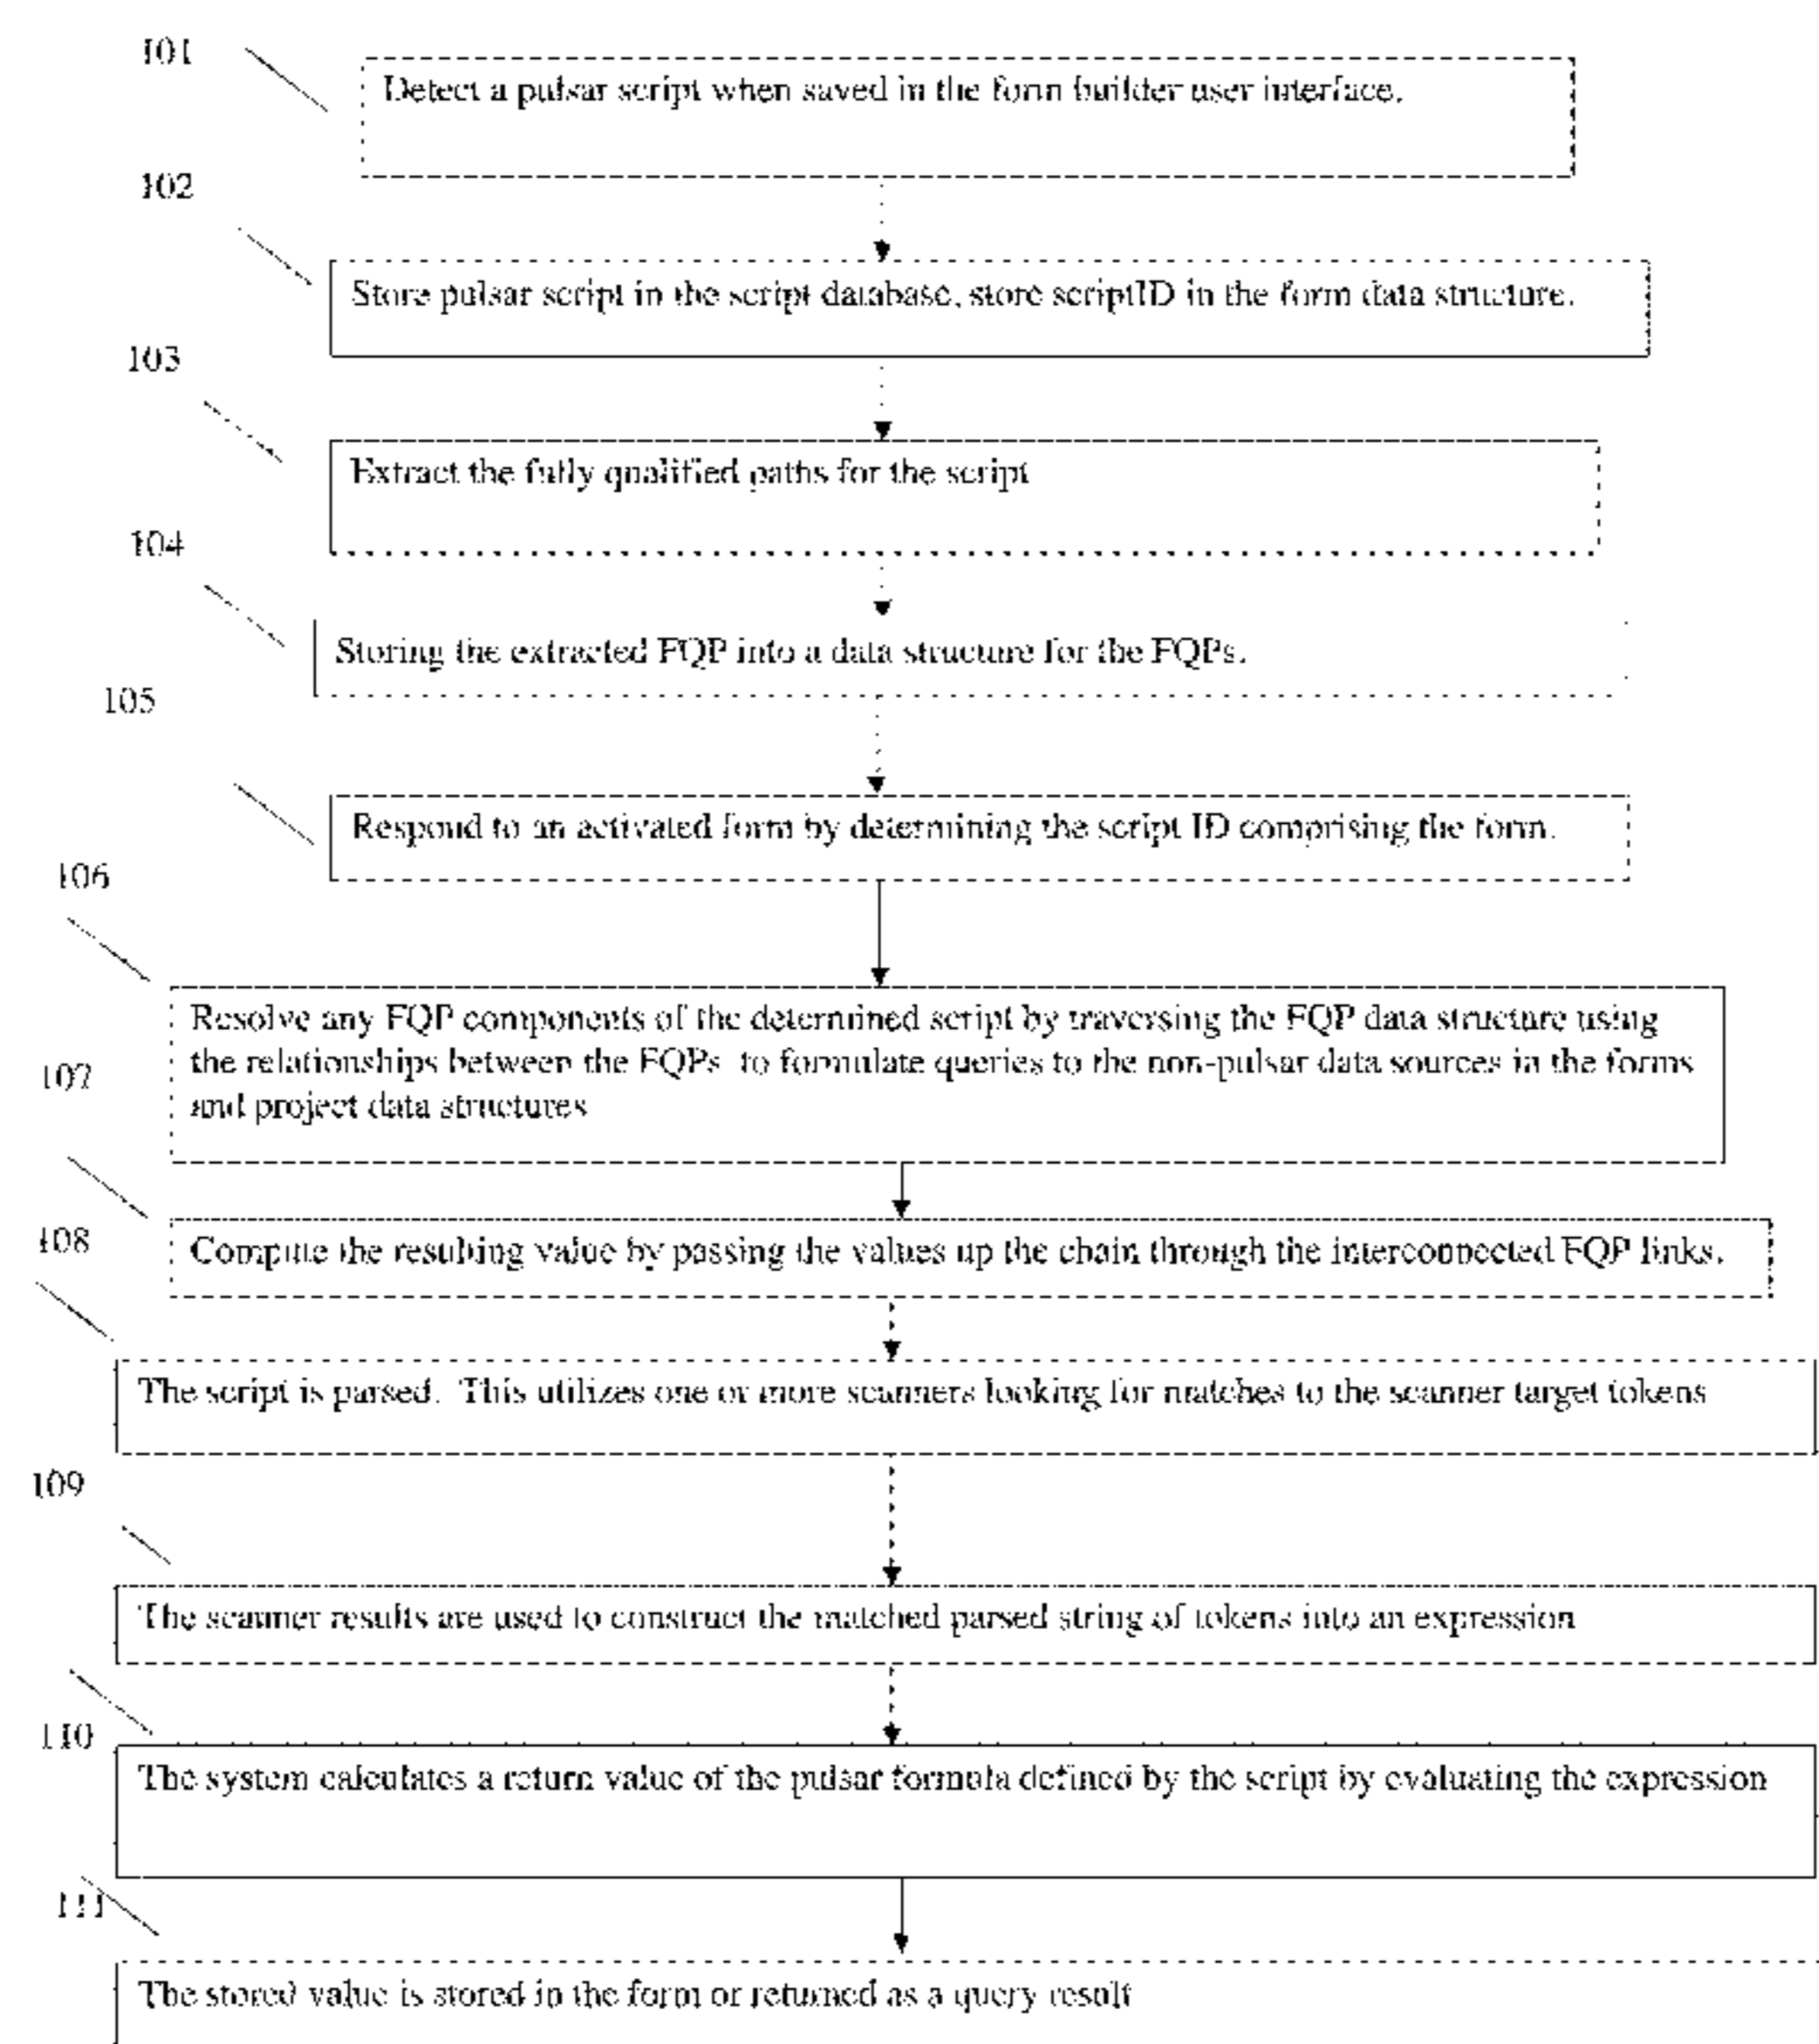 101
Detect a pulsar script when saved in the form builder user interface.
102
Store pulsar script in the script database, store scriptID in the form data structure.
103
Extract the fully qualified paths for the script
104
Storing the extracted FQP into a data structure for the FQPs.
105
Respond to an activated form by determining the script ID comprising the form.
106
Resolve any FQP components of the determined script by traversing the FQP data structure using
the relationships between the FQPs to formulate queries to the non-pulsar data sources in the forms
and project data structures
107
Compute the resulting value by passing the values up the chain through the interconnected FQP links.
108
The script is parsed. This utilizes one or more scanners looking for matches to the scanner target tokens
109
The scanner results are used to construct the matched parsed string of tokens into an expression
110
The system calculates a return value of the pulsar formula defined by the script by evaluating the expression
111
The stored value is stored in the form or returned as a query result